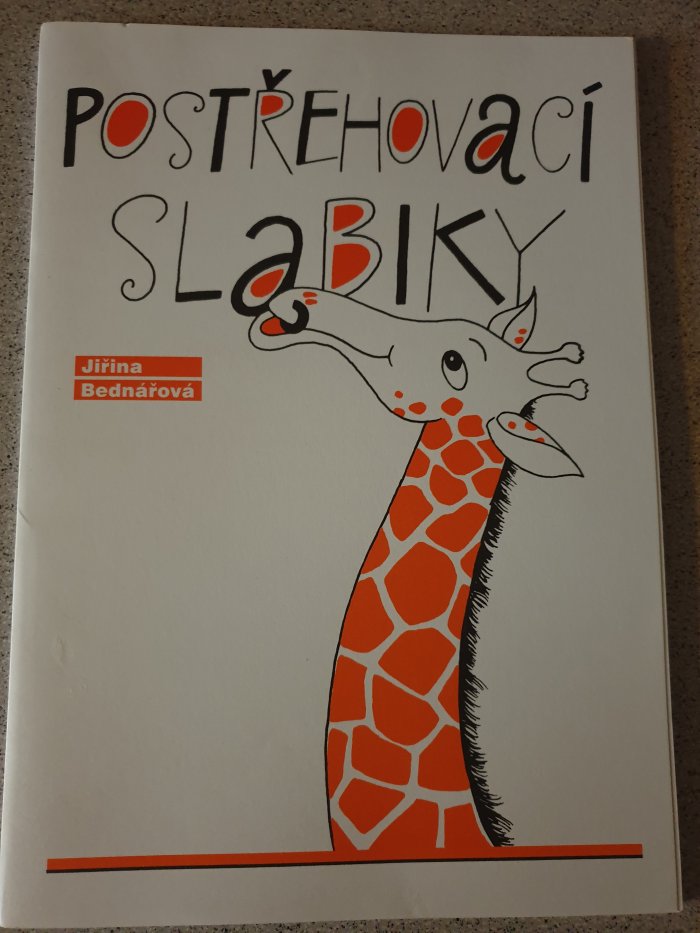 POSTŘEHOVACÍ
SLABIKY
Jiřina
Bednářová